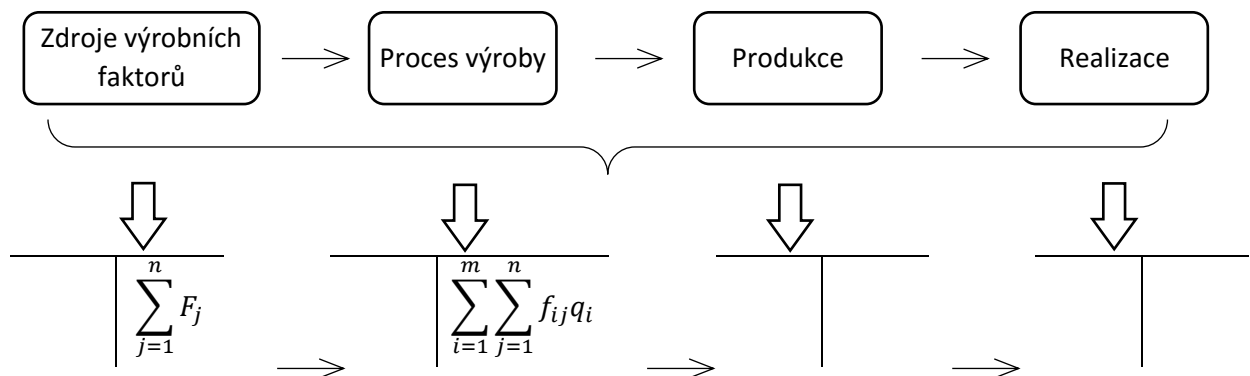 Zdroje výrobních
faktorů
Proces výroby
Produkce
Realizace
$\sum_{j=1}^{n} F_j$
$\sum_{i=1}^{m} \sum_{j=1}^{n} f_{ij} q_i$